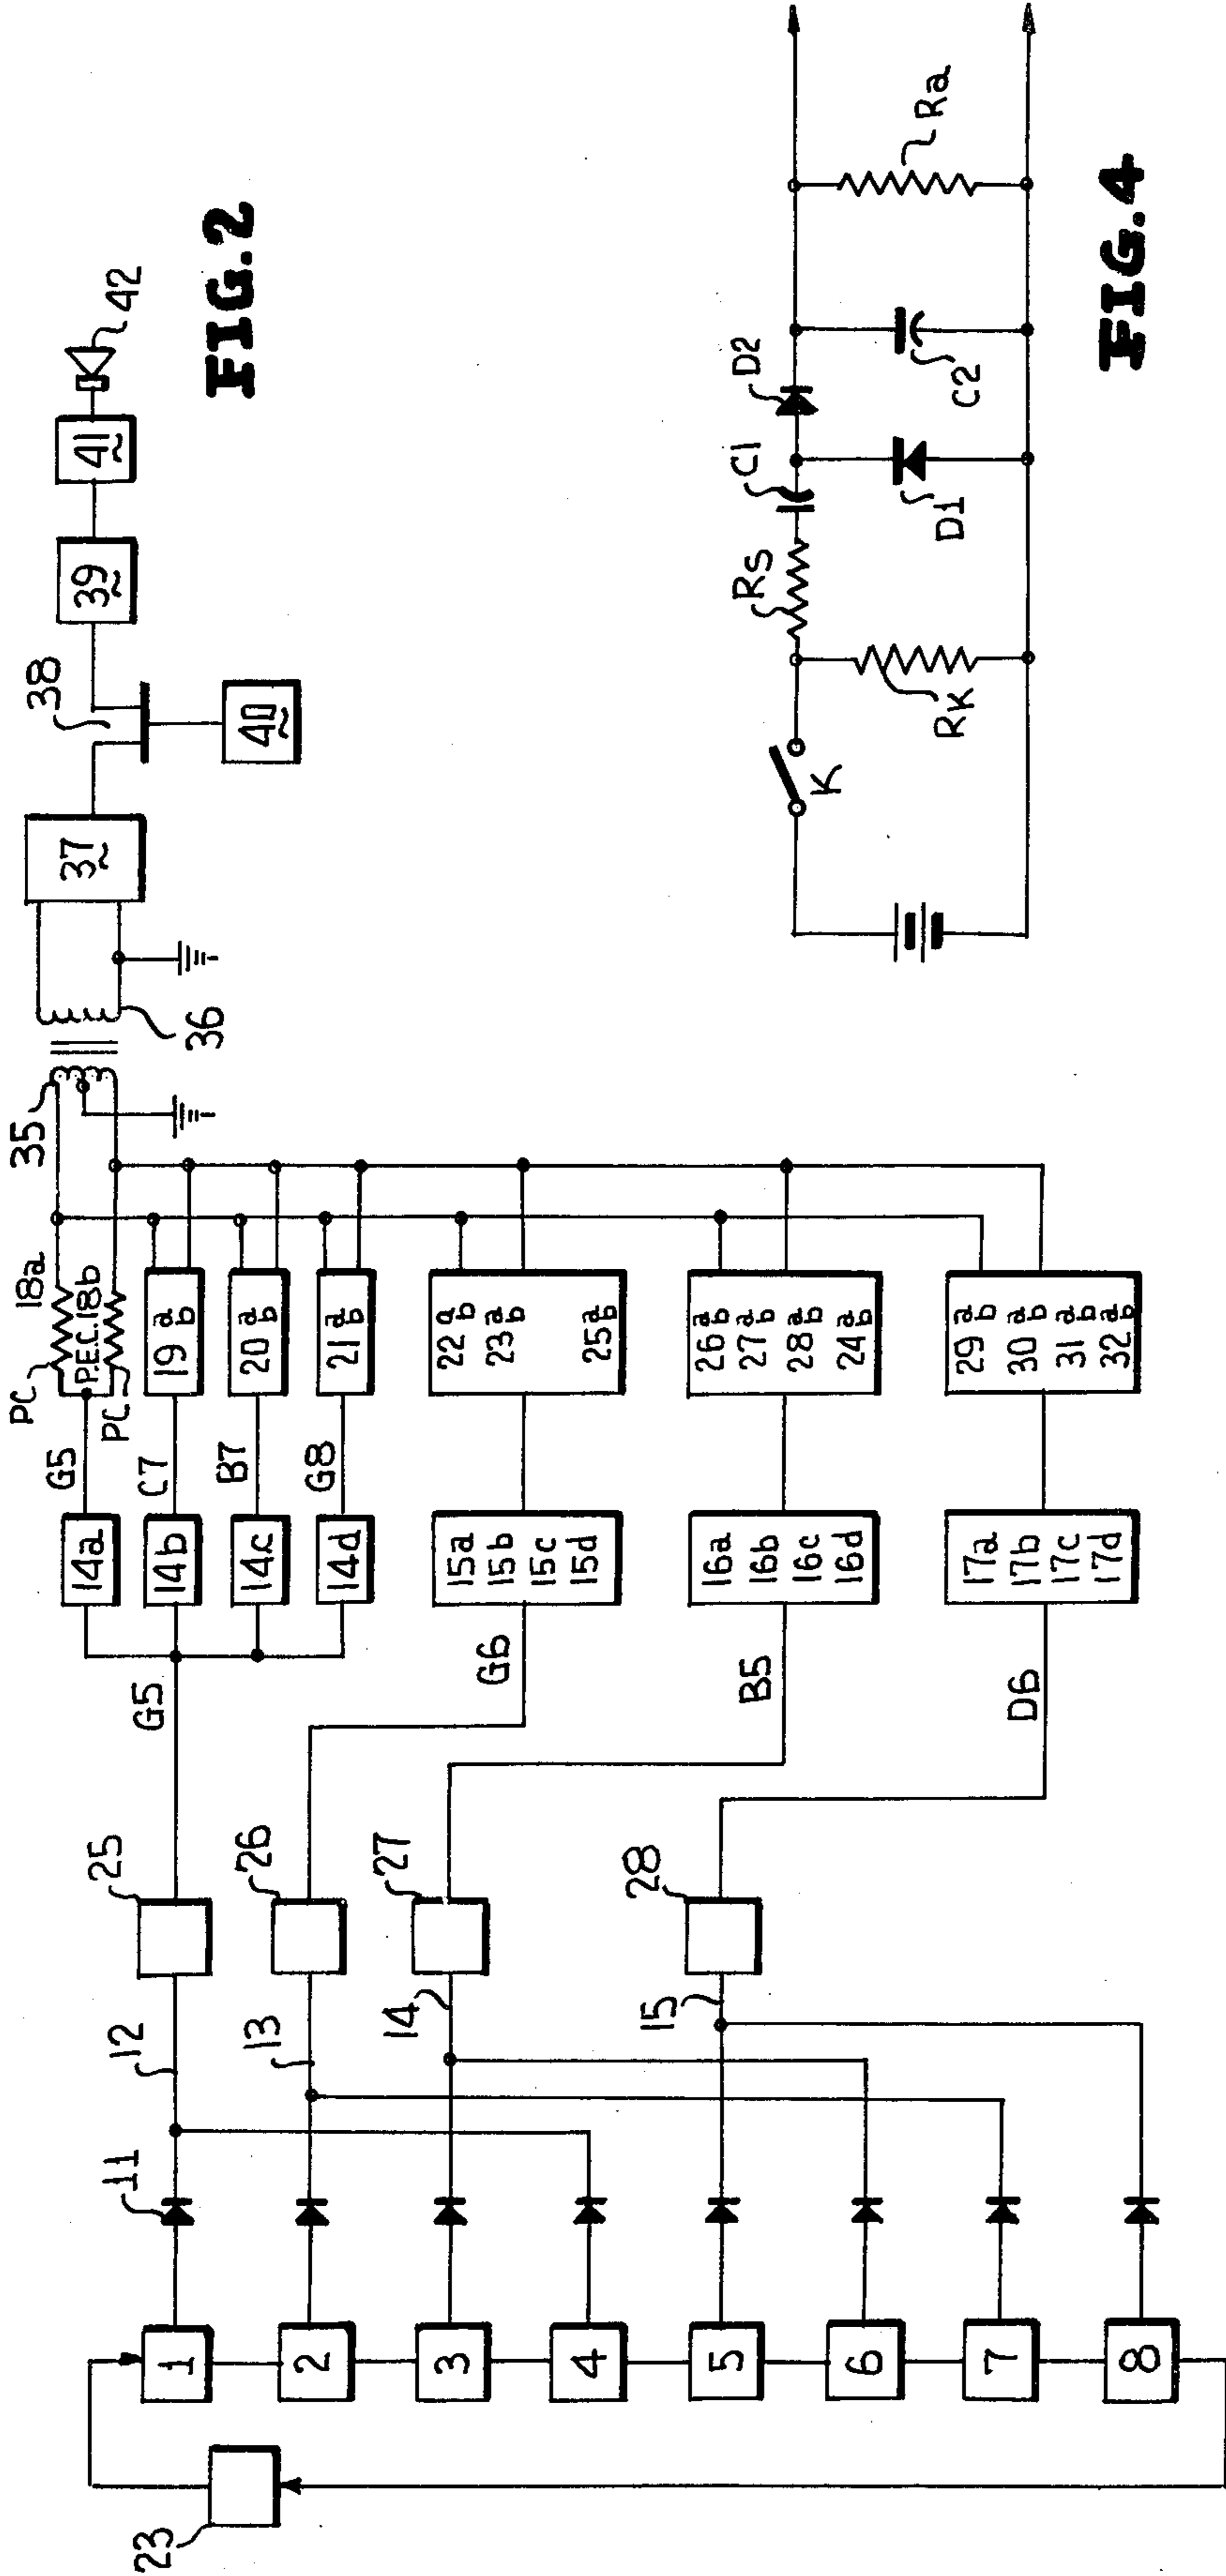 FIG. 2
23
1
2
3
4
5
6
7
8
11
12
13
14
15
25
26
27
28
G5
G6
B5
D6
14a
14b
14c
14d
15a
15b
15c
15d
16a
16b
16c
16d
17a
17b
17c
17d
G5
C7
B7
G8
PC
18a
P.E.C.
18b
PC
19 a b
20 a b
21 a b
22 a b
23 a b
25 a b
26 a b
27 a b
28 a b
24 a b
29 a b
30 a b
31 a b
32 a b
35
36
37
38
39
40
41
42
FIG. 4
K
RK
RS
C1
D1
D2
C2
Ra